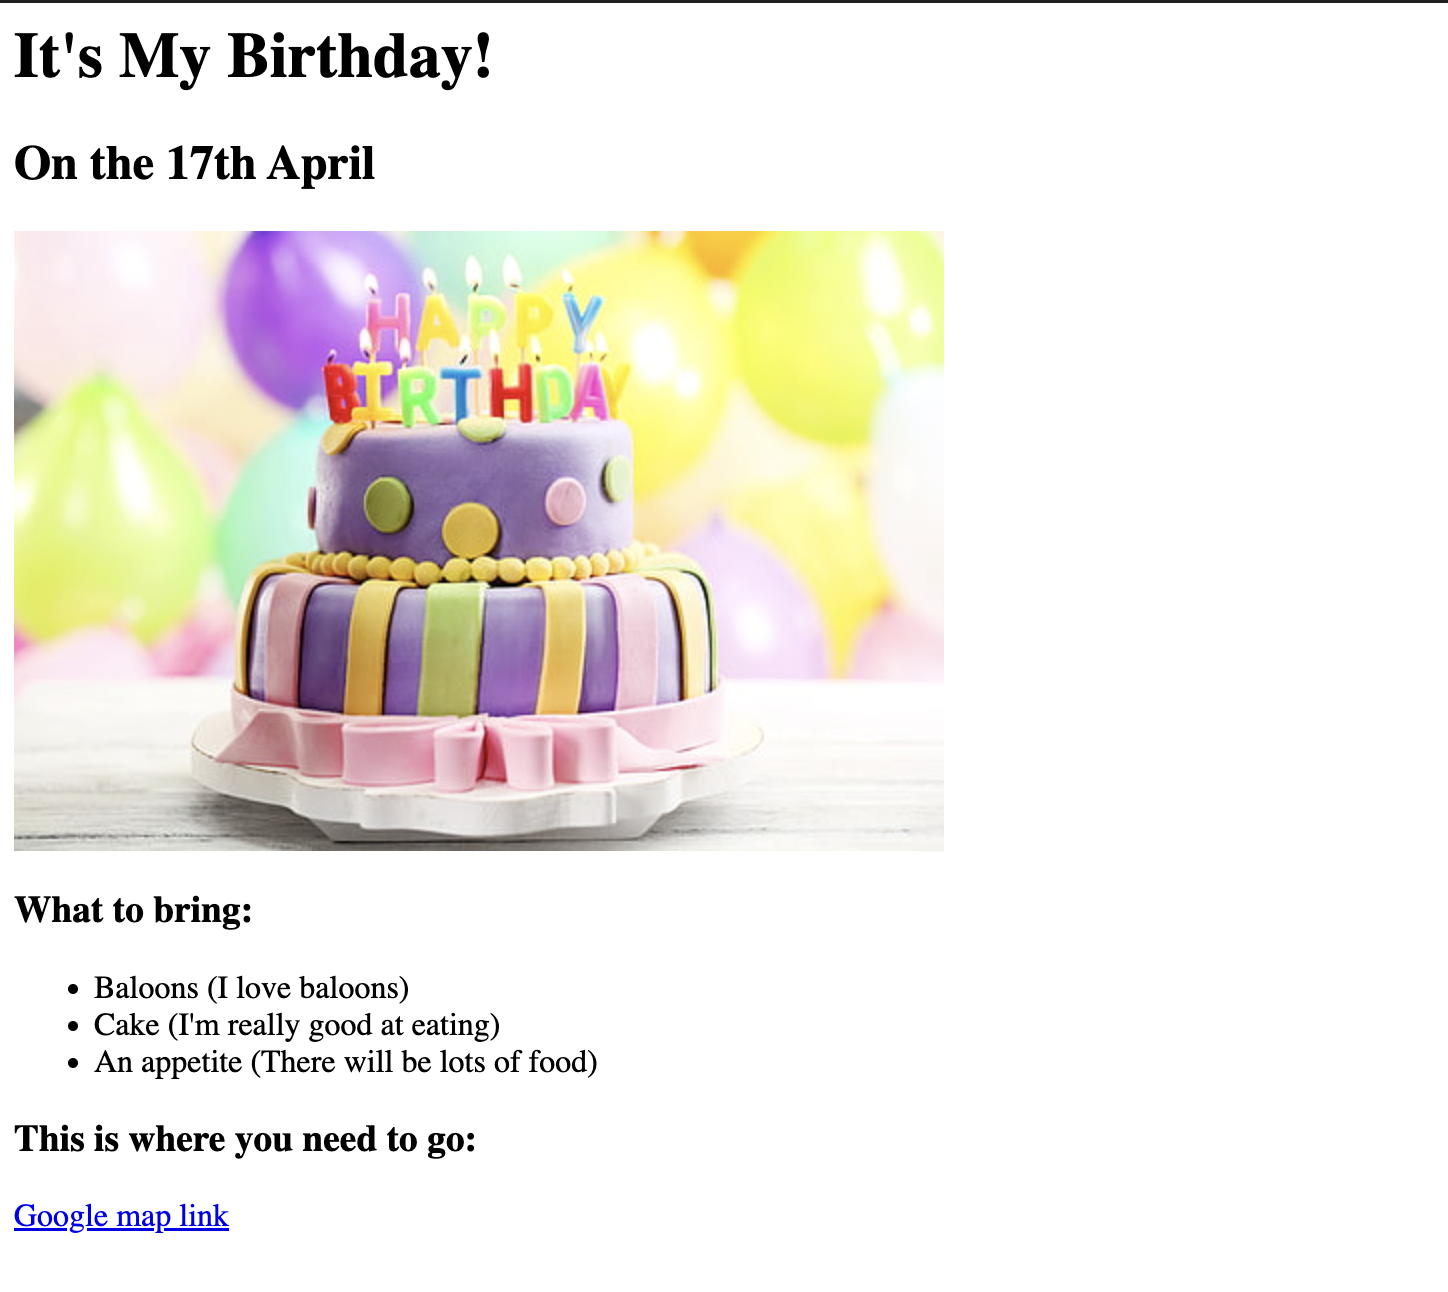 It's My Birthday!
On the 17th April
HAPPY
BIRTHDAY
What to bring:
Baloons (I love baloons)
Cake (I'm really good at eating)
An appetite (There will be lots of food)
This is where you need to go:
Google map link